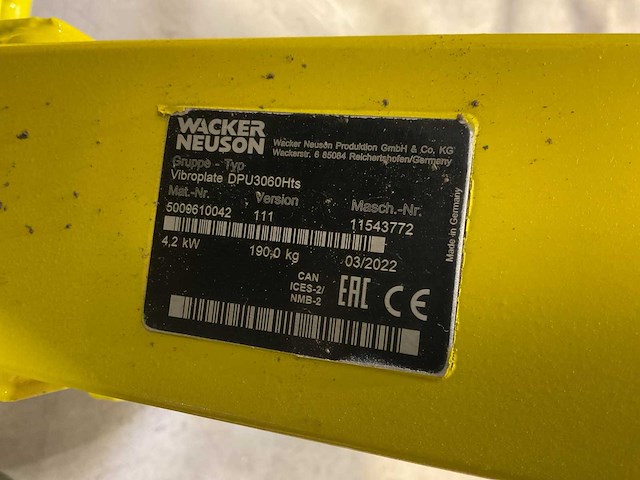 WACKER
NEUSON
Wacker Neuson Produktion GmbH & Co, KG
Wackerstr. 6 85084 Reichertshofen/Germany
Gruppe - Typ
Vibroplate DPU3060Hts
Mat.-Nr. Version Masch.-Nr.
5009610042 111 11543772
4,2 kW 190,0 kg 03/2022
CAN
ICES-2/
NMB-2
EAC CE
Made in Germany